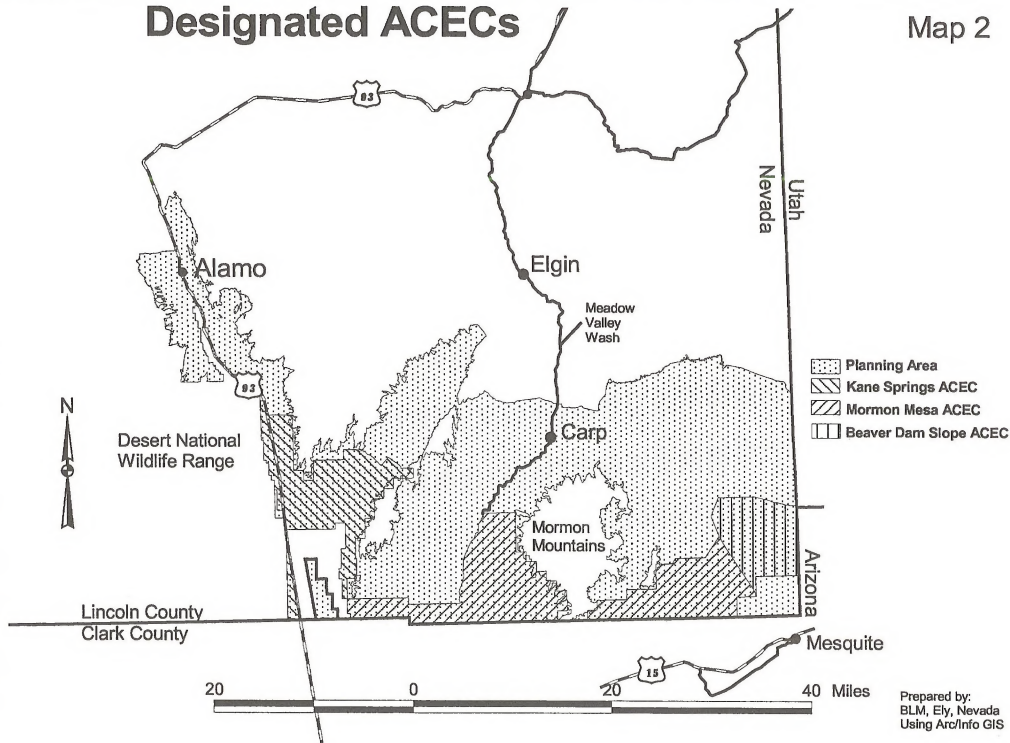 Designated ACECs
Map 2
93
Utah
Nevada
Alamo
Elgin
Meadow
Valley
Wash
93
Planning Area
Kane Springs ACEC
Mormon Mesa ACEC
Beaver Dam Slope ACEC
N
Desert National
Wildlife Range
Carp
Mormon
Mountains
Arizona
Lincoln County
Clark County
Mesquite
15
20
0
20
40 Miles
Prepared by:
BLM, Ely, Nevada
Using Arc/Info GIS